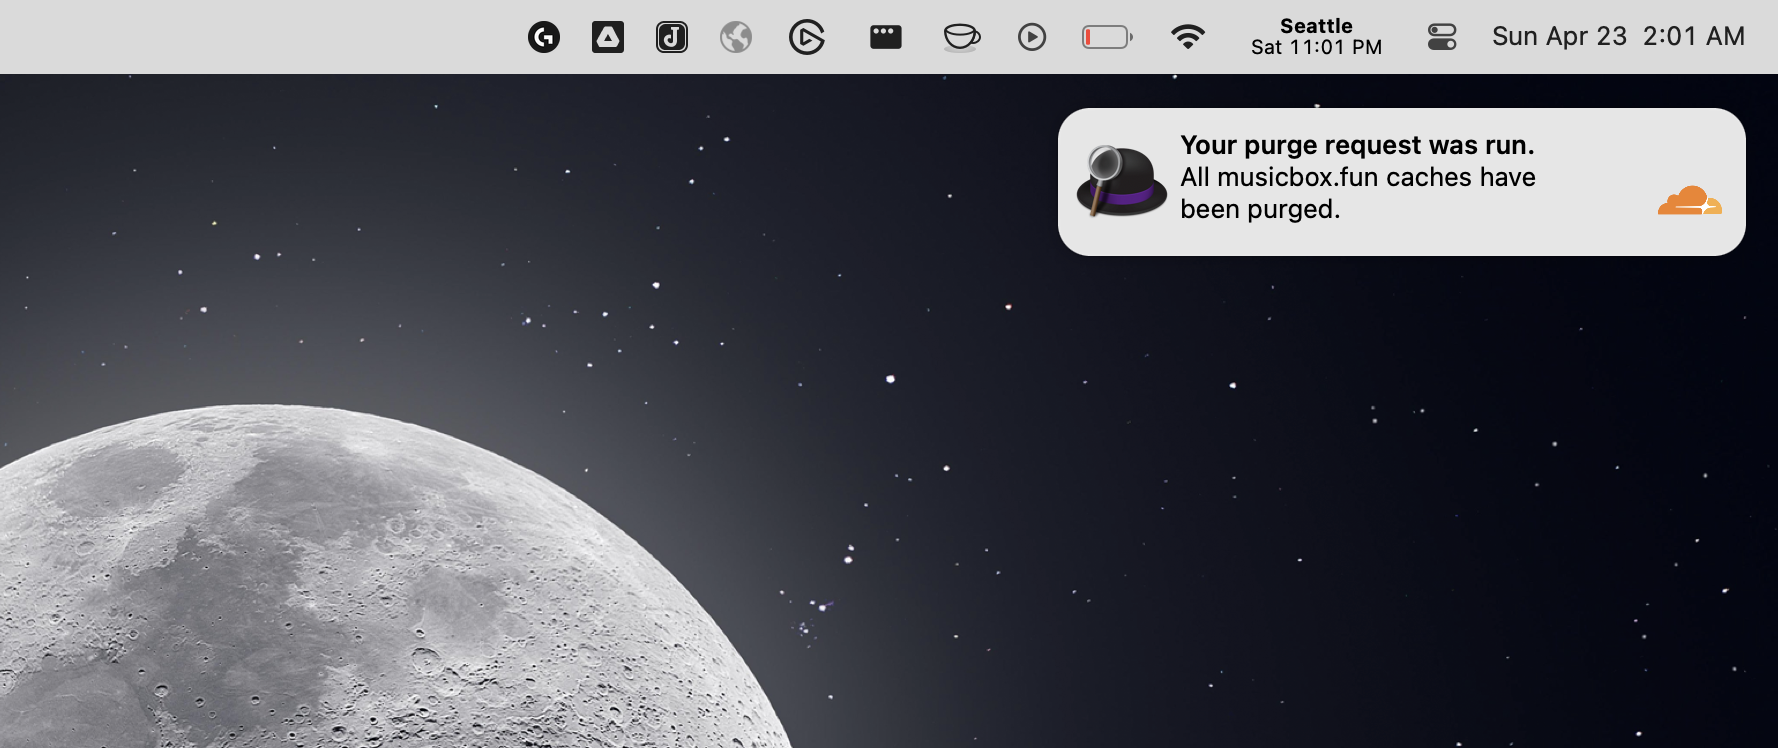 Seattle
Sat 11:01 PM
Sun Apr 23 2:01 AM
Your purge request was run.
All musicbox.fun caches have
been purged.